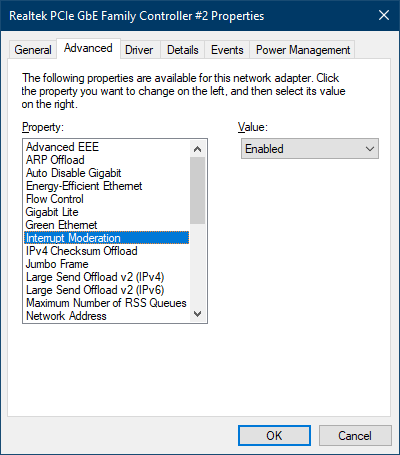 Realtek PCIe GbE Family Controller #2 Properties
General Advanced Driver Details Events Power Management
The following properties are available for this network adapter. Click
the property you want to change on the left, and then select its value
on the right.
Property:
Value:
Advanced EEE
ARP Offload
Auto Disable Gigabit
Energy-Efficient Ethernet
Flow Control
Gigabit Lite
Green Ethernet
Interrupt Moderation
IPv4 Checksum Offload
Jumbo Frame
Large Send Offload v2 (IPv4)
Large Send Offload v2 (IPv6)
Maximum Number of RSS Queues
Network Address
Enabled
OK
Cancel